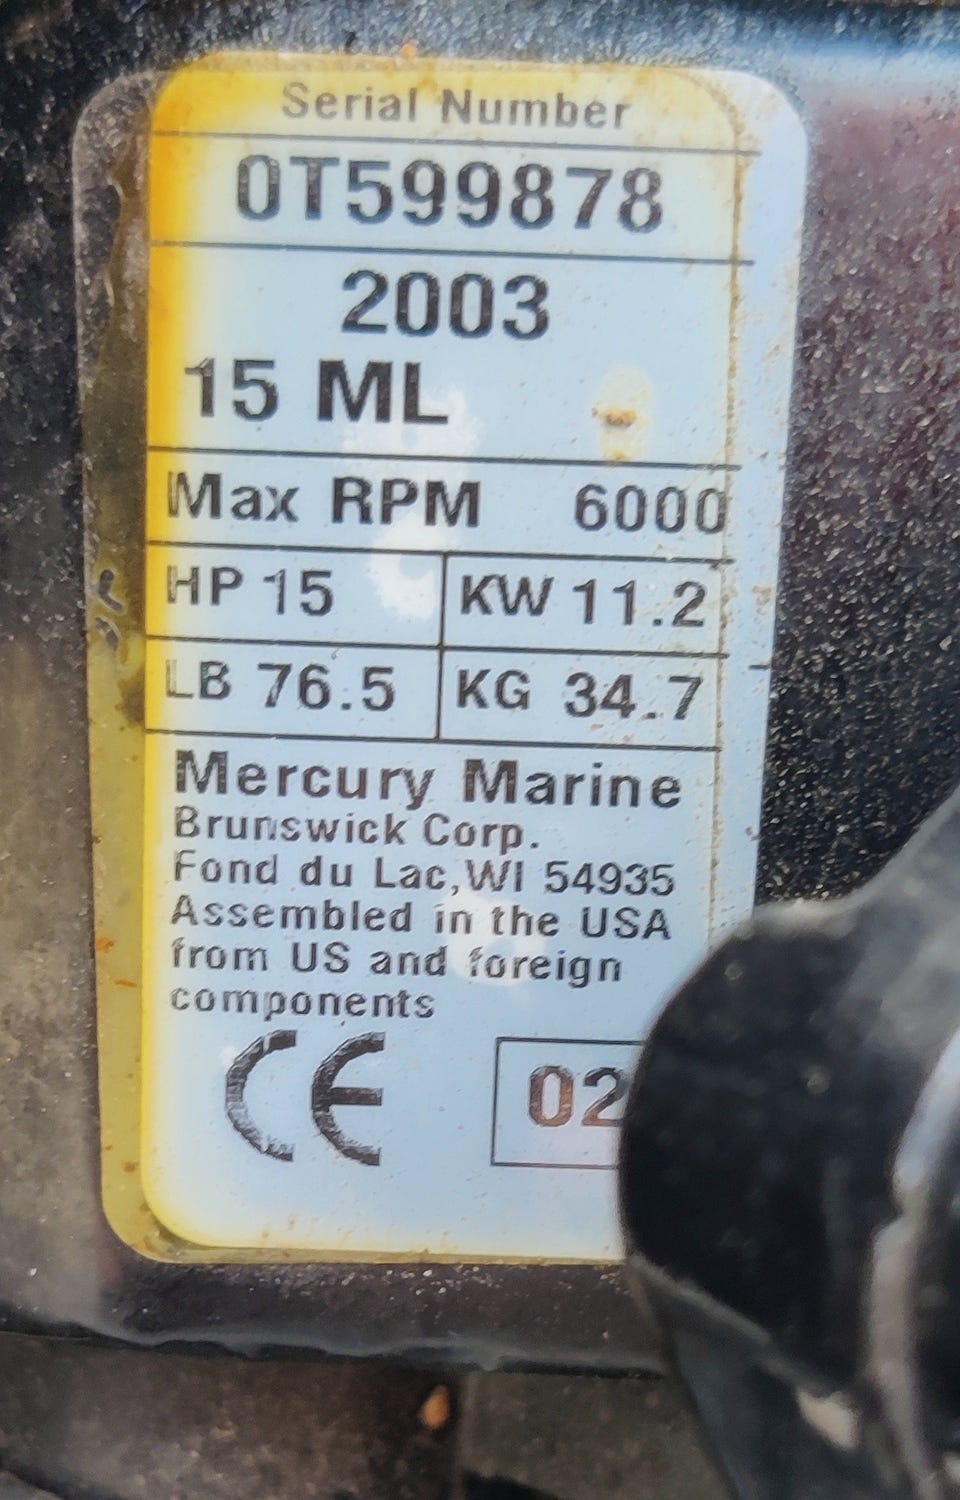 Serial Number
0T599878
2003
15 ML
Max RPM 6000
HP 15 KW 11.2
LB 76.5 KG 34.7
Mercury Marine
Brunswick Corp.
Fond du Lac, WI 54935
Assembled in the USA
from US and foreign
components
CE 02